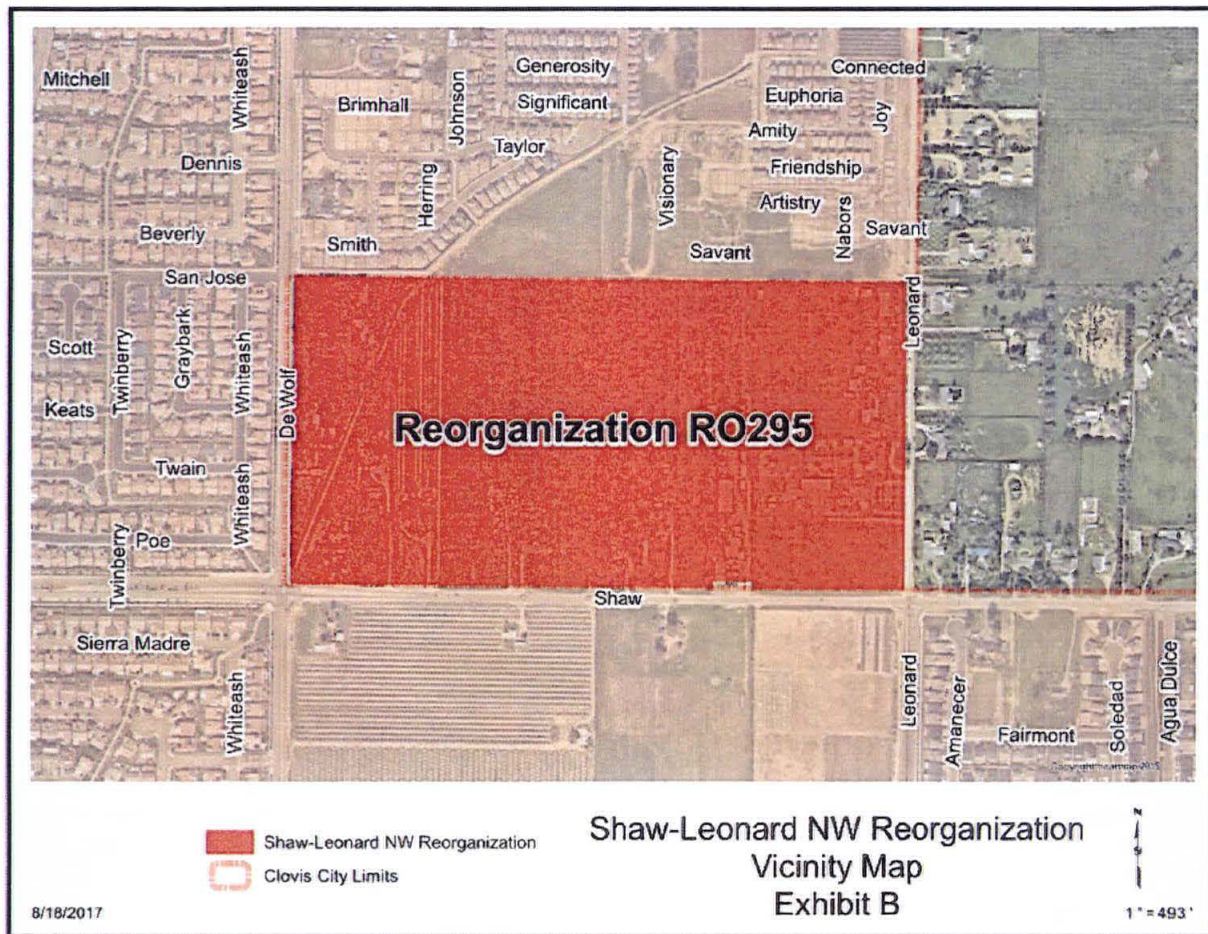 Mitchell
Whiteash
Brimhall
Johnson
Generosity
Significant
Connected
Euphoria
Joy
Amity
Taylor
Dennis
Herring
Visionary
Friendship
Artistry
Nabors
Beverly
Smith
Savant
Savant
San Jose
Leonard
Scott
Twinberry
Graybark
Whiteash
De Wolf
Keats
Reorganization RO295
Twain
Whiteash
Poe
Twinberry
Shaw
Sierra Madre
Whiteash
Leonard
Amanecer
Fairmont
Soledad
Agua Dulce
Shaw-Leonard NW Reorganization
Clovis City Limits
Shaw-Leonard NW Reorganization
Vicinity Map
Exhibit B
N
S
8/18/2017
1 " = 493 '